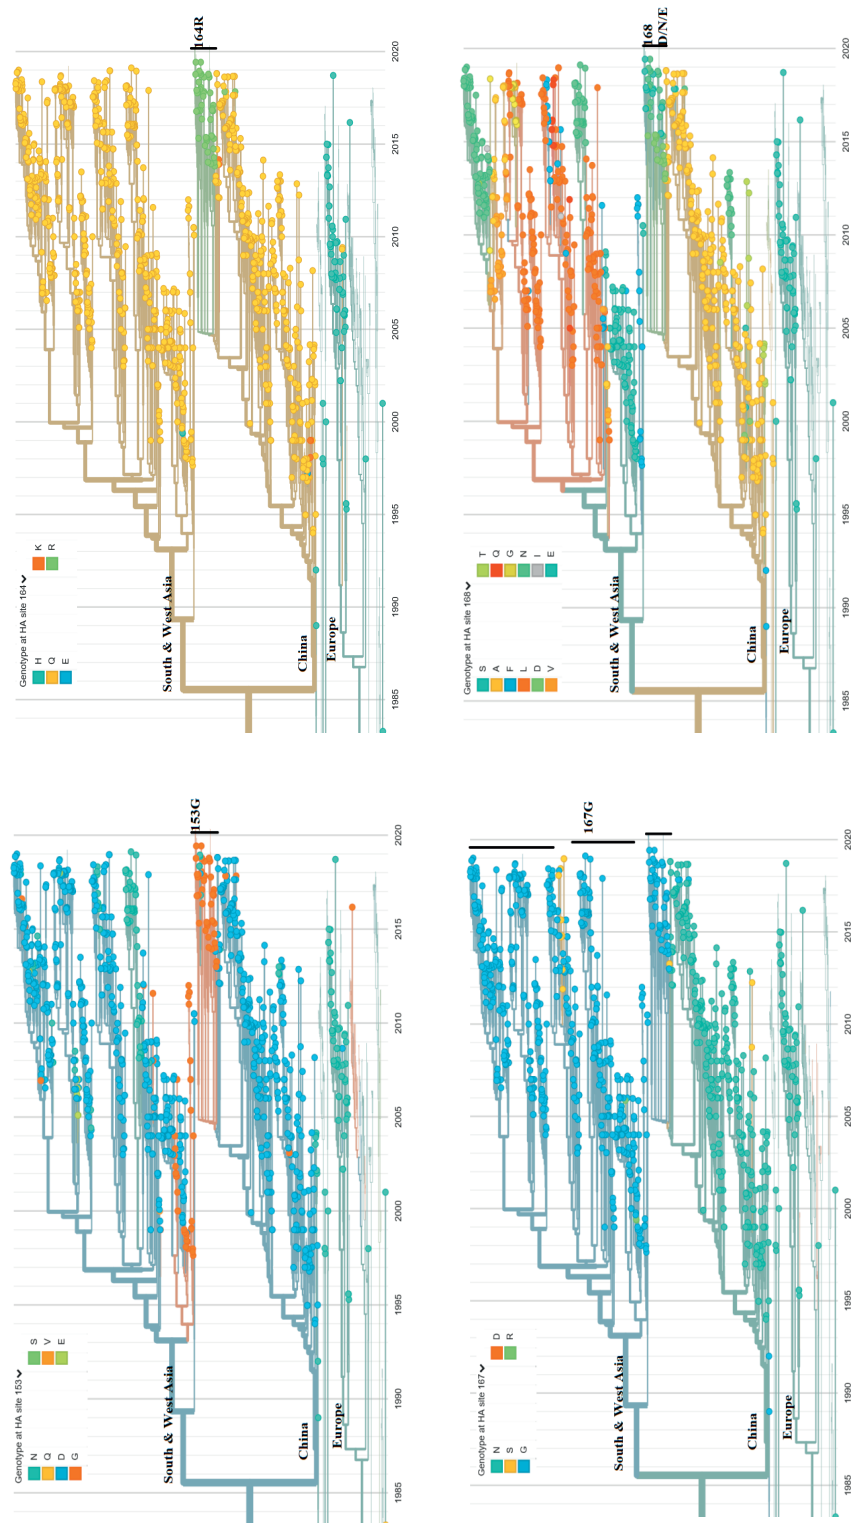 164R
Genotype at HA site 164
H
Q
E
K
R
South & West Asia
China
Europe
1985
1990
1995
2000
2005
2010
2015
2020
168
D/N/E
Genotype at HA site 168
S
A
F
L
D
V
T
Q
G
N
I
E
South & West Asia
China
Europe
1985
1990
1995
2000
2005
2010
2015
2020
153G
Genotype at HA site 153
N
Q
D
G
S
V
E
South & West Asia
China
Europe
1985
1990
1995
2000
2005
2010
2015
2020
167G
Genotype at HA site 167
N
S
G
D
R
South & West Asia
China
Europe
1985
1990
1995
2000
2005
2010
2015
2020